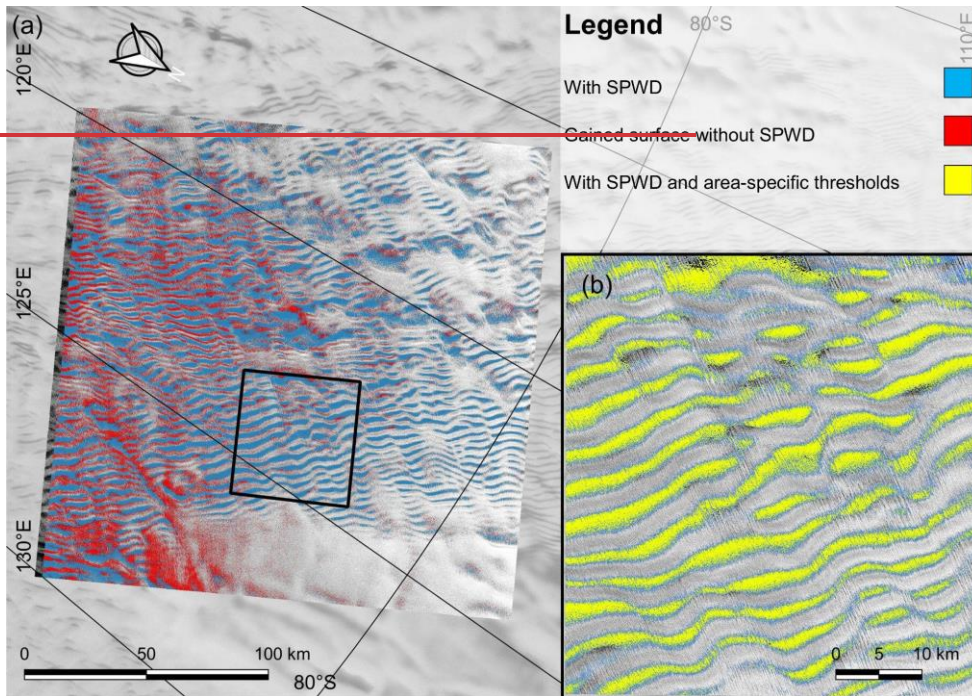 (a)
N
120°E
125°E
130°E
0 50 100 km
80°S
Legend
80°S
110°E
With SPWD
Gained surface without SPWD
With SPWD and area-specific thresholds
(b)
0 5 10 km